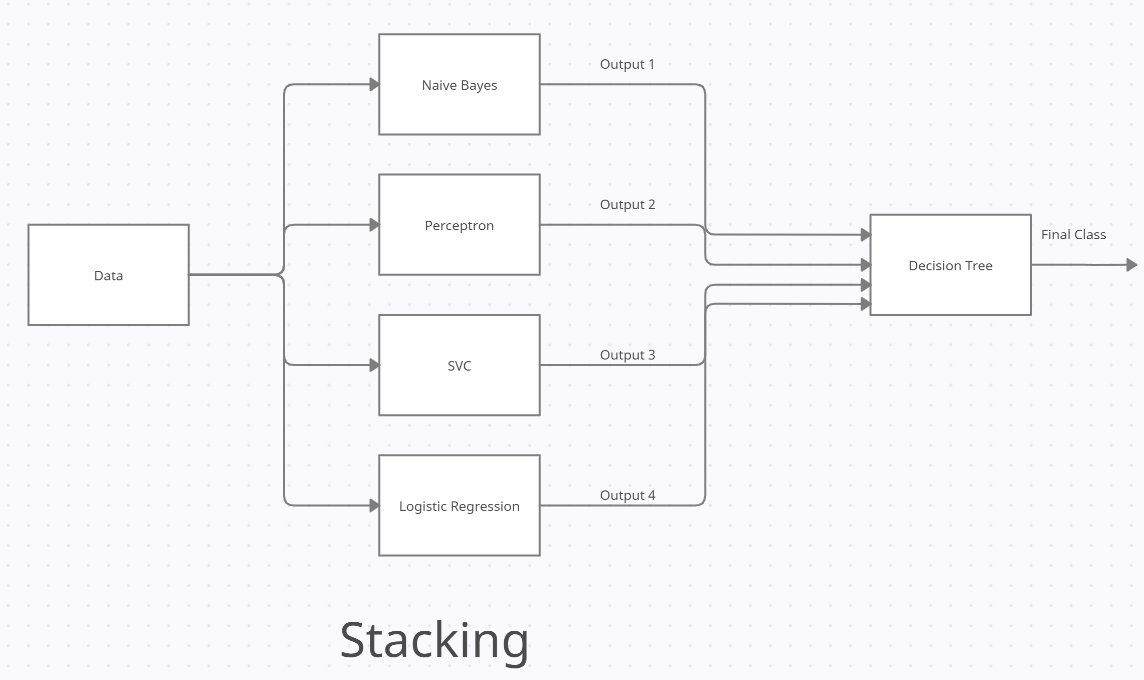 Data
Naive Bayes
Perceptron
SVC
Logistic Regression
Output 1
Output 2
Output 3
Output 4
Decision Tree
Final Class
Stacking